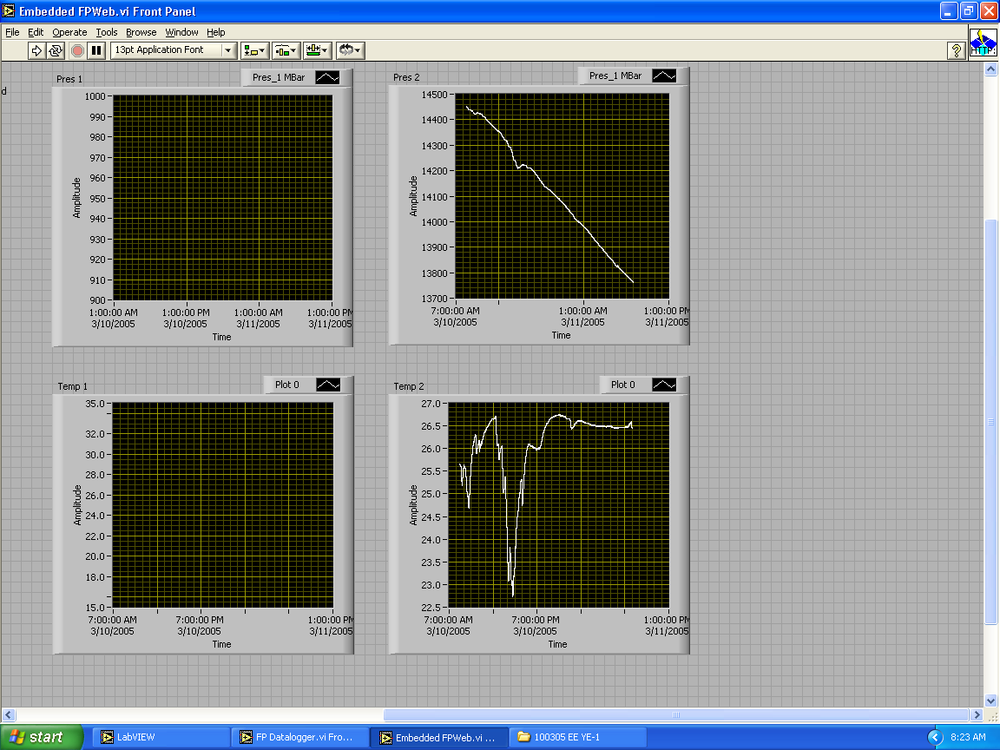 Embedded FPWeb.vi Front Panel
File Edit Operate Tools Browse Window Help
13pt Application Font
?
HTTP:
d
Pres 1
Pres_1 MBar
1000
990
980
970
960
950
940
930
920
910
900
Amplitude
1:00:00 AM 1:00:00 PM 1:00:00 AM 1:00:00 PM
3/10/2005 3/10/2005 3/11/2005 3/11/2005
Time
Pres 2
Pres_1 MBar
14500
14400
14300
14200
14100
14000
13900
13800
13700
Amplitude
7:00:00 AM 1:00:00 AM 1:00:00 PM
3/10/2005 3/11/2005 3/11/2005
Time
Temp 1
Plot 0
35.0
32.0
30.0
28.0
26.0
24.0
22.0
20.0
18.0
15.0
Amplitude
7:00:00 AM 7:00:00 PM 1:00:00 PM
3/10/2005 3/10/2005 3/11/2005
Time
Temp 2
Plot 0
27.0
26.5
26.0
25.5
25.0
24.5
24.0
23.5
23.0
22.5
Amplitude
7:00:00 AM 7:00:00 PM 1:00:00 PM
3/10/2005 3/10/2005 3/11/2005
Time
start
LabVIEW
FP Datalogger.vi Fro...
Embedded FPWeb.vi ...
100305 EE YE-1
8:23 AM